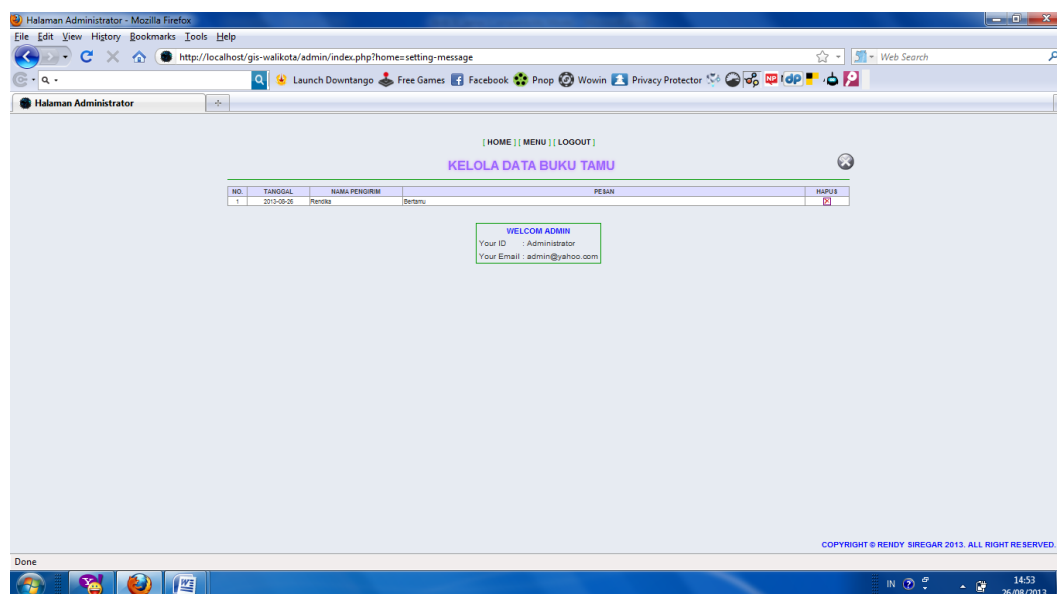 Halaman Administrator - Mozilla Firefox
File Edit View History Bookmarks Tools Help
http://localhost/gis-walikota/admin/index.php?home=setting-message
Web Search
Launch Downtango Free Games Facebook Pnop Wowin Privacy Protector NP dp
Halaman Administrator
[ HOME ] [ MENU ] [ LOGOUT ]
KELOLA DATA BUKU TAMU
NO. TANGGAL NAMA PENGIRIM PESAN HAPUS
1 2013-08-26 Rendika Bertamu
WELCOM ADMIN
Your ID : Administrator
Your Email : admin@yahoo.com
COPYRIGHT © RENDY SIREGAR 2013. ALL RIGHT RESERVED.
Done
IN 14:53
26/08/2013